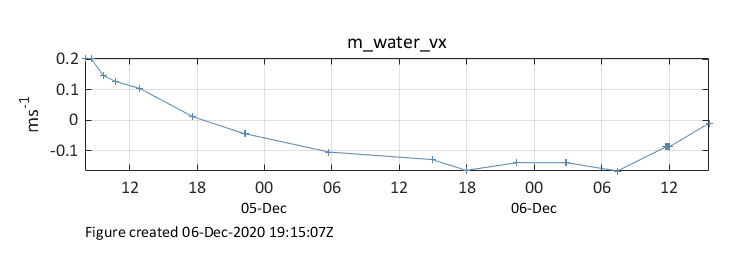 m_water_vx
ms-1
0.2
0.1
0
-0.1
12 18 00 06 12 18 00 06 12
05-Dec 06-Dec
Figure created 06-Dec-2020 19:15:07Z